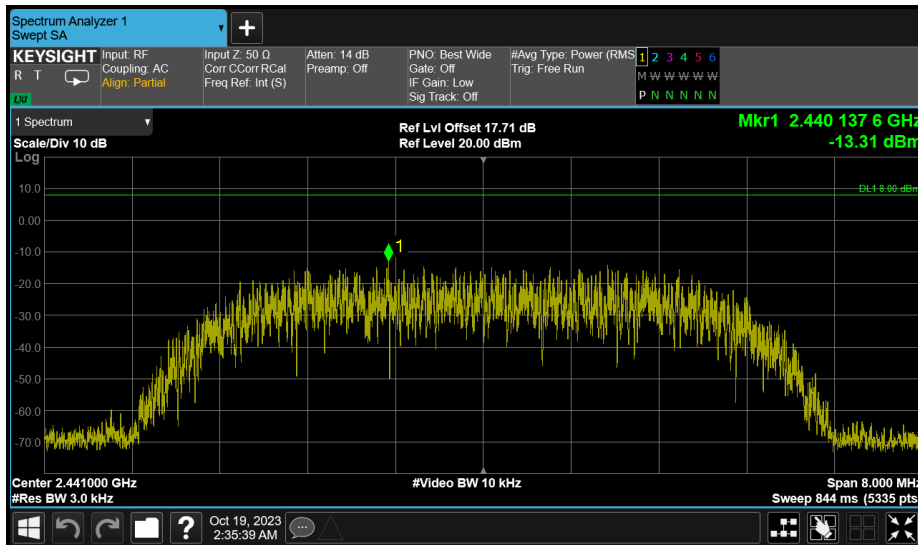 Spectrum Analyzer 1
Swept SA
+
KEYSIGHT
R T
LXI
Input: RF
Coupling: AC
Align: Partial
Input Z: 50 Ω
Corr CCorr RCal
Freq Ref: Int (S)
Atten: 14 dB
Preamp: Off
PNO: Best Wide
Gate: Off
IF Gain: Low
Sig Track: Off
#Avg Type: Power (RMS
Trig: Free Run
1 2 3 4 5 6
M W W W W W
P N N N N N
1 Spectrum
Scale/Div 10 dB
Ref Lvl Offset 17.71 dB
Ref Level 20.00 dBm
Mkr1 2.440 137 6 GHz
-13.31 dBm
Log
10.0
DL1 8.00 dBm
0.00
-10.0
1
-20.0
-30.0
-40.0
-50.0
-60.0
-70.0
Center 2.441000 GHz
#Video BW 10 kHz
Span 8.000 MHz
#Res BW 3.0 kHz
Sweep 844 ms (5335 pts
?
Oct 19, 2023
2:35:39 AM